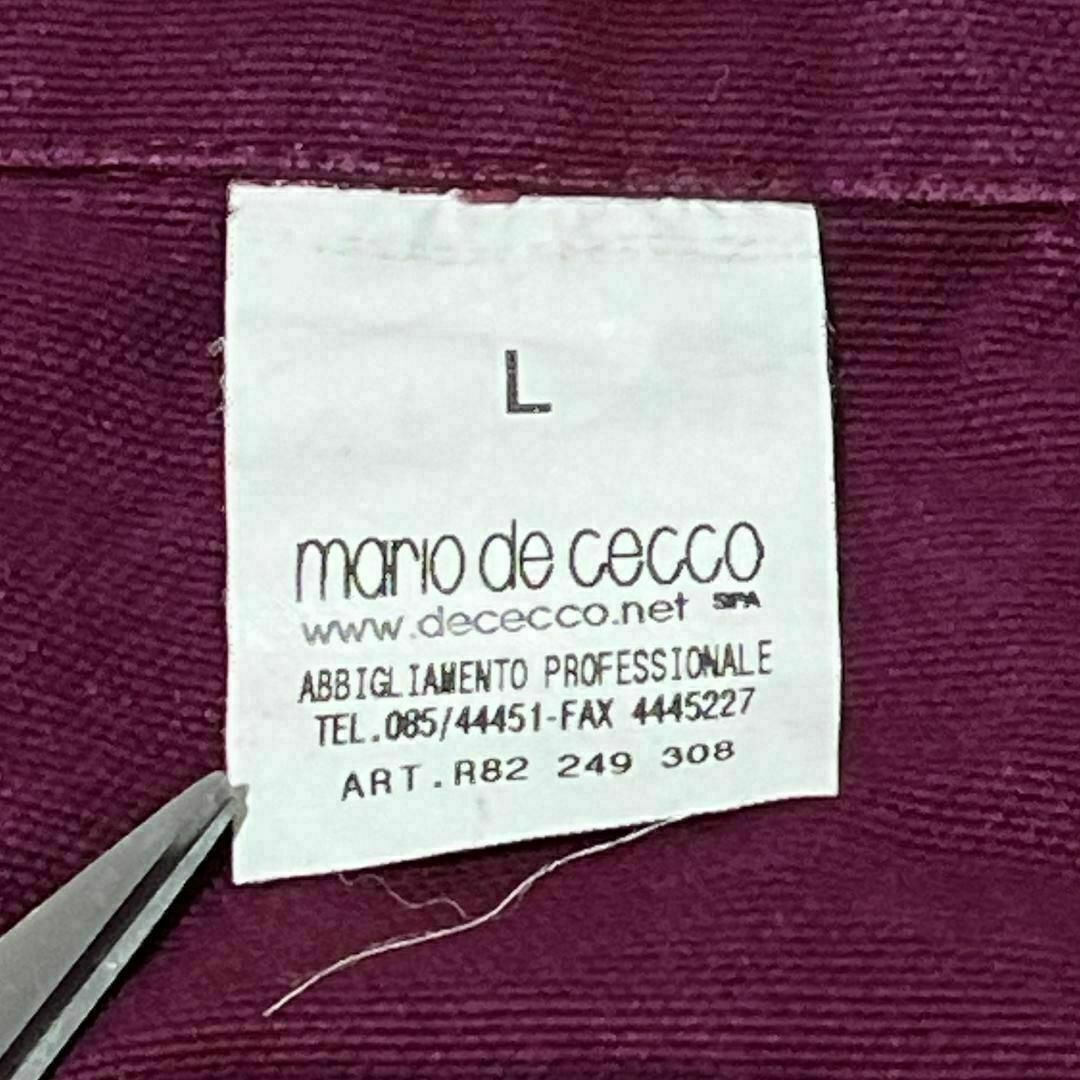 L
mario de cecco
www.dececco.net SPA
ABBIGLIAMENTO PROFESSIONALE
TEL.085/44451-FAX 4445227
ART.R82 249 308